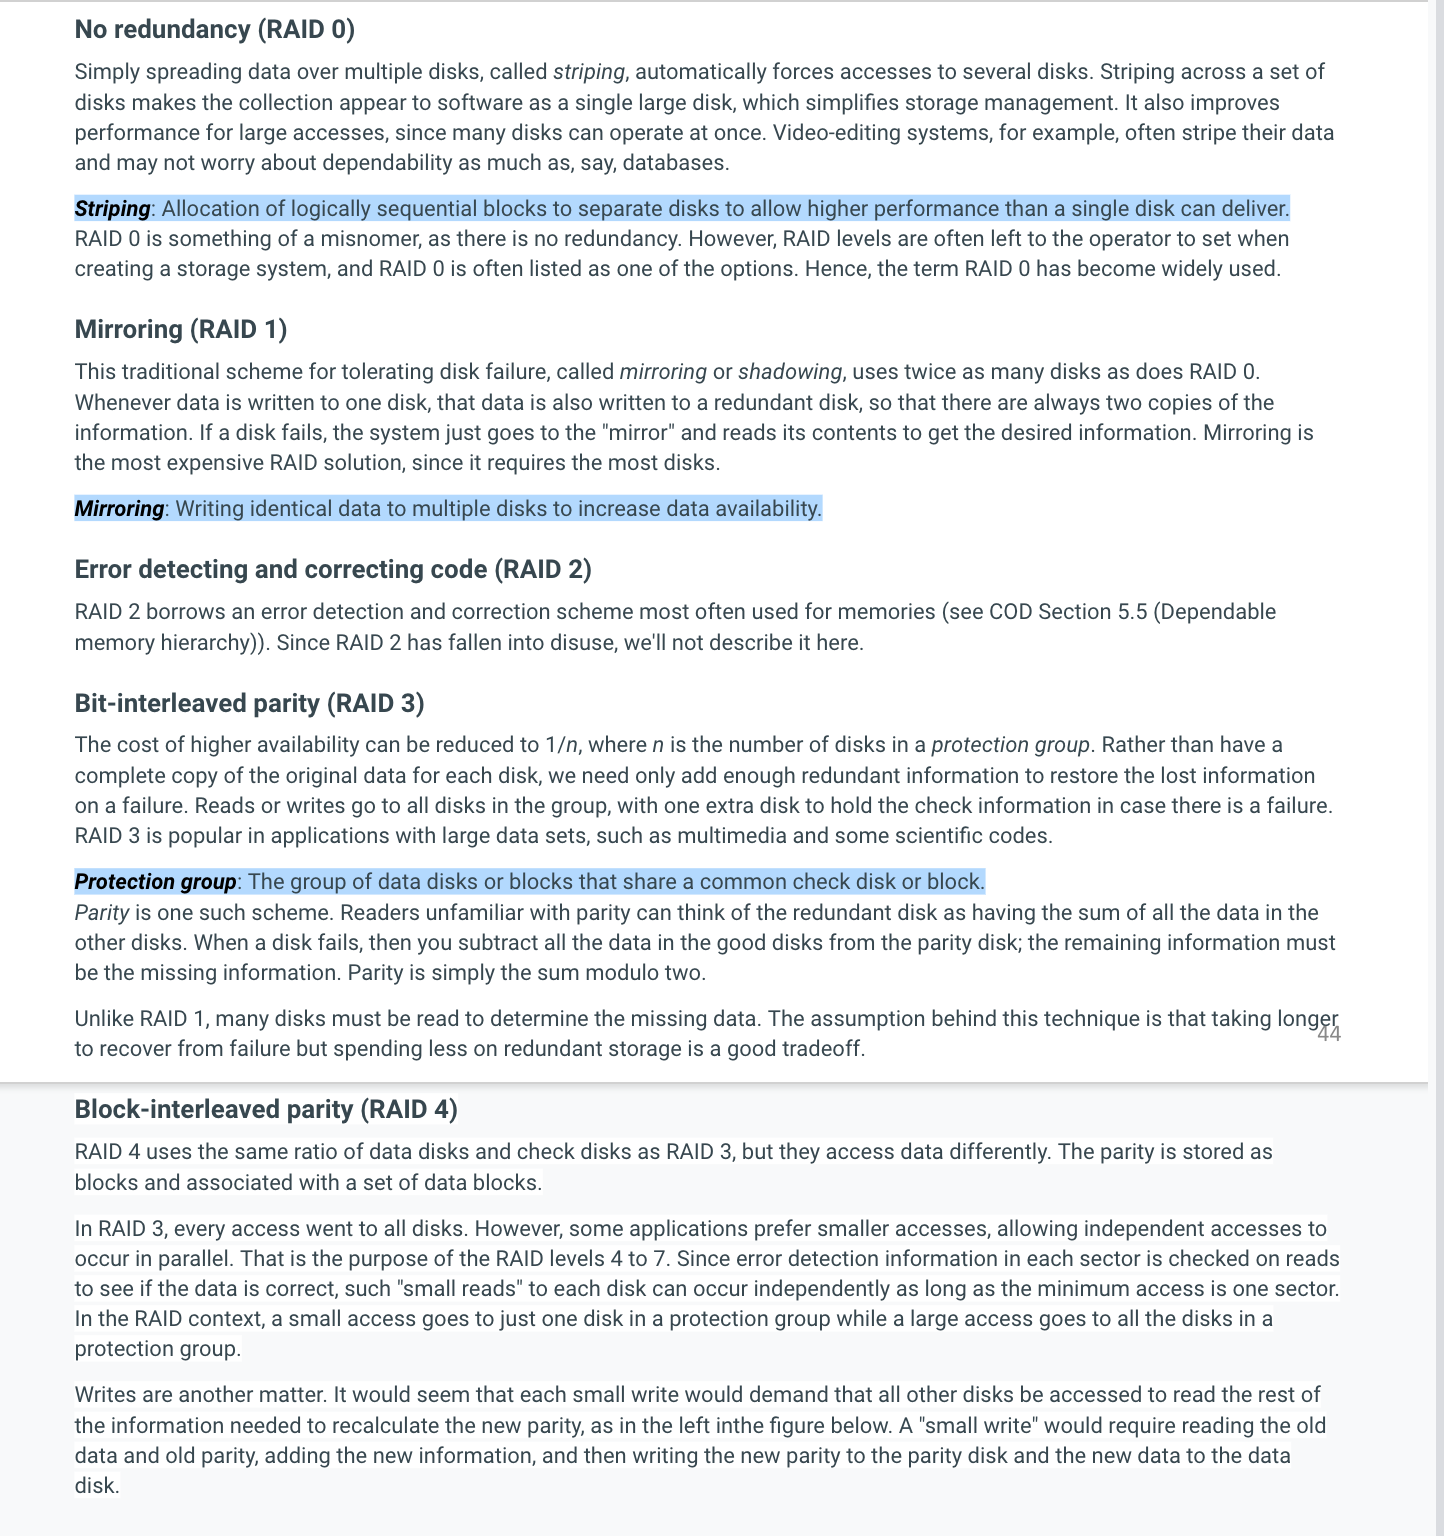 No redundancy (RAID 0)
Simply spreading data over multiple disks, called striping, automatically forces accesses to several disks. Striping across a set of
disks makes the collection appear to software as a single large disk, which simplifies storage management. It also improves
performance for large accesses, since many disks can operate at once. Video-editing systems, for example, often stripe their data
and may not worry about dependability as much as, say, databases.
Striping: Allocation of logically sequential blocks to separate disks to allow higher performance than a single disk can deliver.
RAID 0 is something of a misnomer, as there is no redundancy. However, RAID levels are often left to the operator to set when
creating a storage system, and RAID 0 is often listed as one of the options. Hence, the term RAID 0 has become widely used.
Mirroring (RAID 1)
This traditional scheme for tolerating disk failure, called mirroring or shadowing, uses twice as many disks as does RAID 0.
Whenever data is written to one disk, that data is also written to a redundant disk, so that there are always two copies of the
information. If a disk fails, the system just goes to the "mirror" and reads its contents to get the desired information. Mirroring is
the most expensive RAID solution, since it requires the most disks.
Mirroring: Writing identical data to multiple disks to increase data availability.
Error detecting and correcting code (RAID 2)
RAID 2 borrows an error detection and correction scheme most often used for memories (see COD Section 5.5 (Dependable
memory hierarchy)). Since RAID 2 has fallen into disuse, we'll not describe it here.
Bit-interleaved parity (RAID 3)
The cost of higher availability can be reduced to 1/n, where n is the number of disks in a protection group. Rather than have a
complete copy of the original data for each disk, we need only add enough redundant information to restore the lost information
on a failure. Reads or writes go to all disks in the group, with one extra disk to hold the check information in case there is a failure.
RAID 3 is popular in applications with large data sets, such as multimedia and some scientific codes.
Protection group: The group of data disks or blocks that share a common check disk or block.
Parity is one such scheme. Readers unfamiliar with parity can think of the redundant disk as having the sum of all the data in the
other disks. When a disk fails, then you subtract all the data in the good disks from the parity disk; the remaining information must
be the missing information. Parity is simply the sum modulo two.
Unlike RAID 1, many disks must be read to determine the missing data. The assumption behind this technique is that taking longer
to recover from failure but spending less on redundant storage is a good tradeoff.
44
Block-interleaved parity (RAID 4)
RAID 4 uses the same ratio of data disks and check disks as RAID 3, but they access data differently. The parity is stored as
blocks and associated with a set of data blocks.
In RAID 3, every access went to all disks. However, some applications prefer smaller accesses, allowing independent accesses to
occur in parallel. That is the purpose of the RAID levels 4 to 7. Since error detection information in each sector is checked on reads
to see if the data is correct, such "small reads" to each disk can occur independently as long as the minimum access is one sector.
In the RAID context, a small access goes to just one disk in a protection group while a large access goes to all the disks in a
protection group.
Writes are another matter. It would seem that each small write would demand that all other disks be accessed to read the rest of
the information needed to recalculate the new parity, as in the left inthe figure below. A "small write" would require reading the old
data and old parity, adding the new information, and then writing the new parity to the parity disk and the new data to the data
disk.